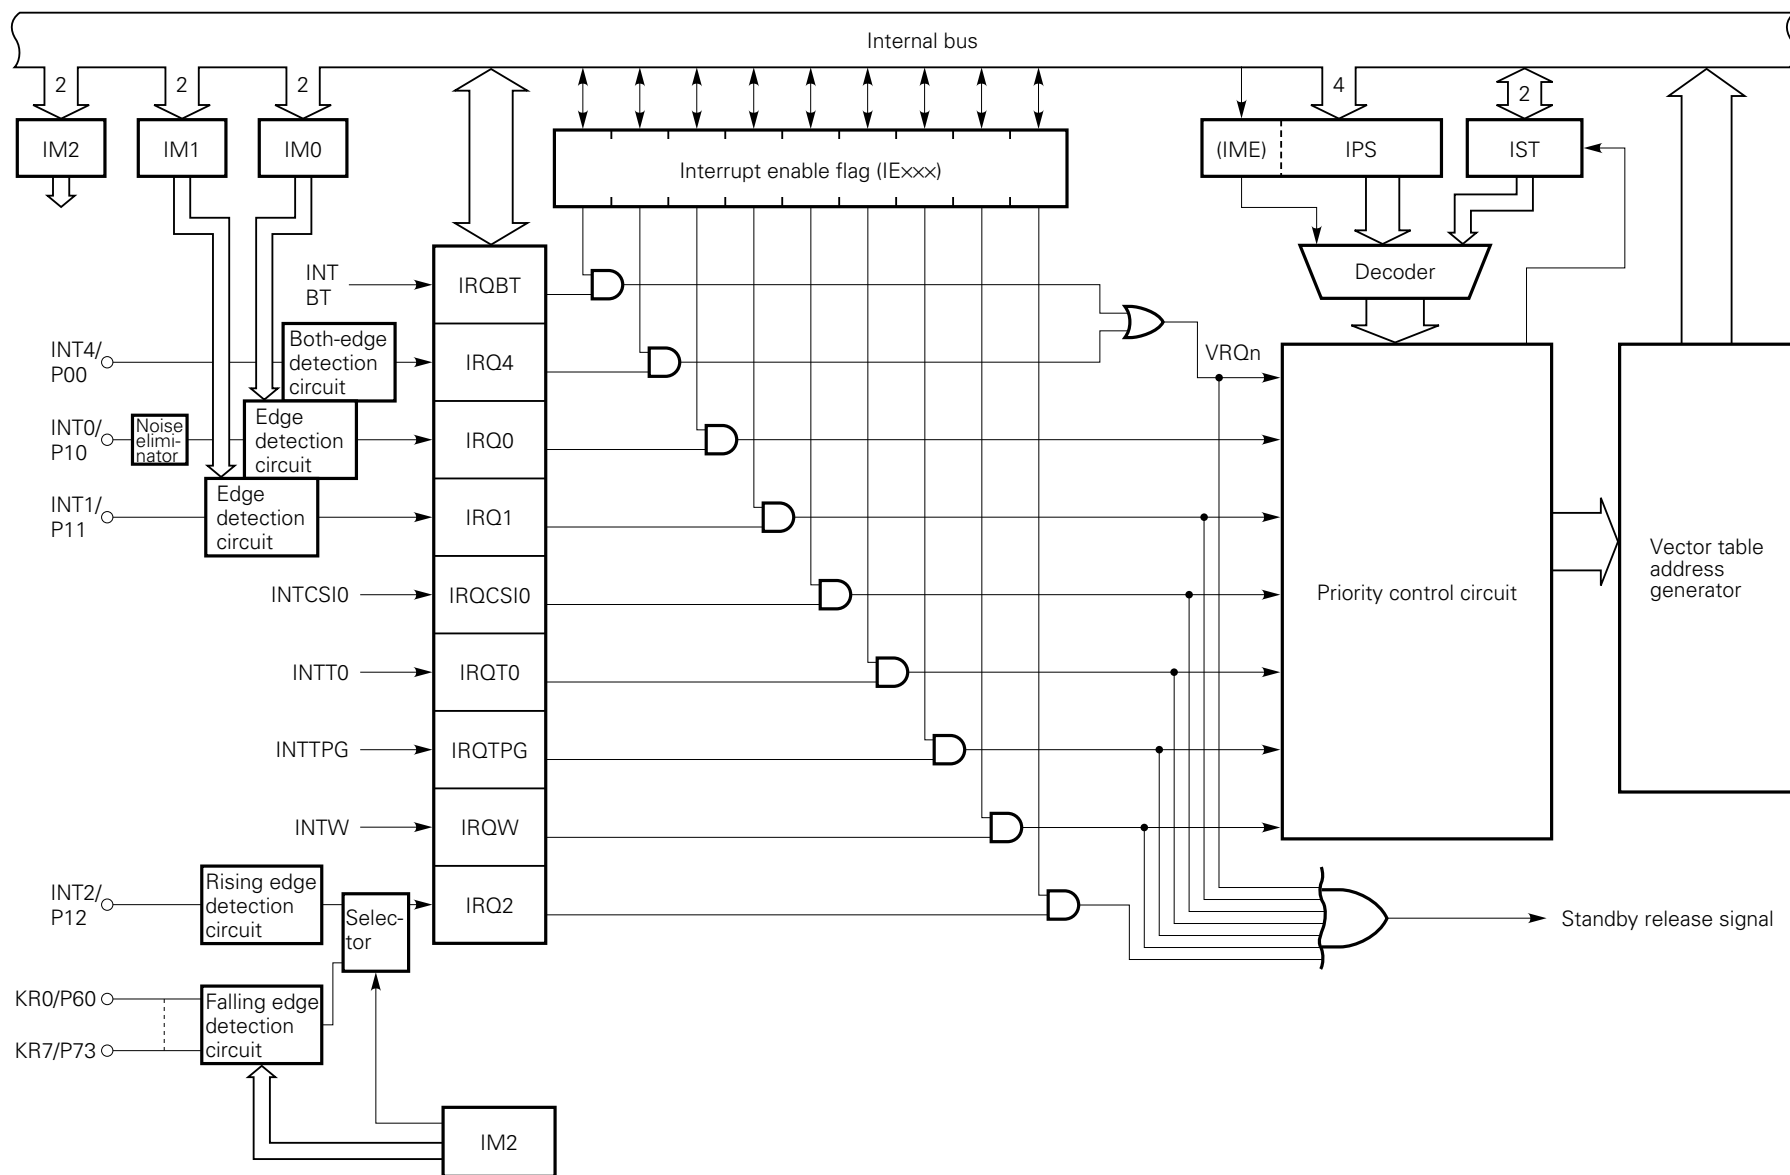 Internal bus
2
2
2
4
2
IM2
IM1
IM0
Interrupt enable flag (IE×××)
(IME)
IPS
IST
Decoder
INT
BT
IRQBT
INT4/
P00
Both-edge
detection
circuit
IRQ4
VRQn
INT0/
P10
Noise
elimi-
nator
Edge
detection
circuit
IRQ0
INT1/
P11
Edge
detection
circuit
IRQ1
INTCSI0
IRQCSI0
Priority control circuit
Vector table
address
generator
INTT0
IRQT0
INTTPG
IRQTPG
INTW
IRQW
INT2/
P12
Rising edge
detection
circuit
Selec-
tor
IRQ2
Standby release signal
KR0/P60
KR7/P73
Falling edge
detection
circuit
IM2